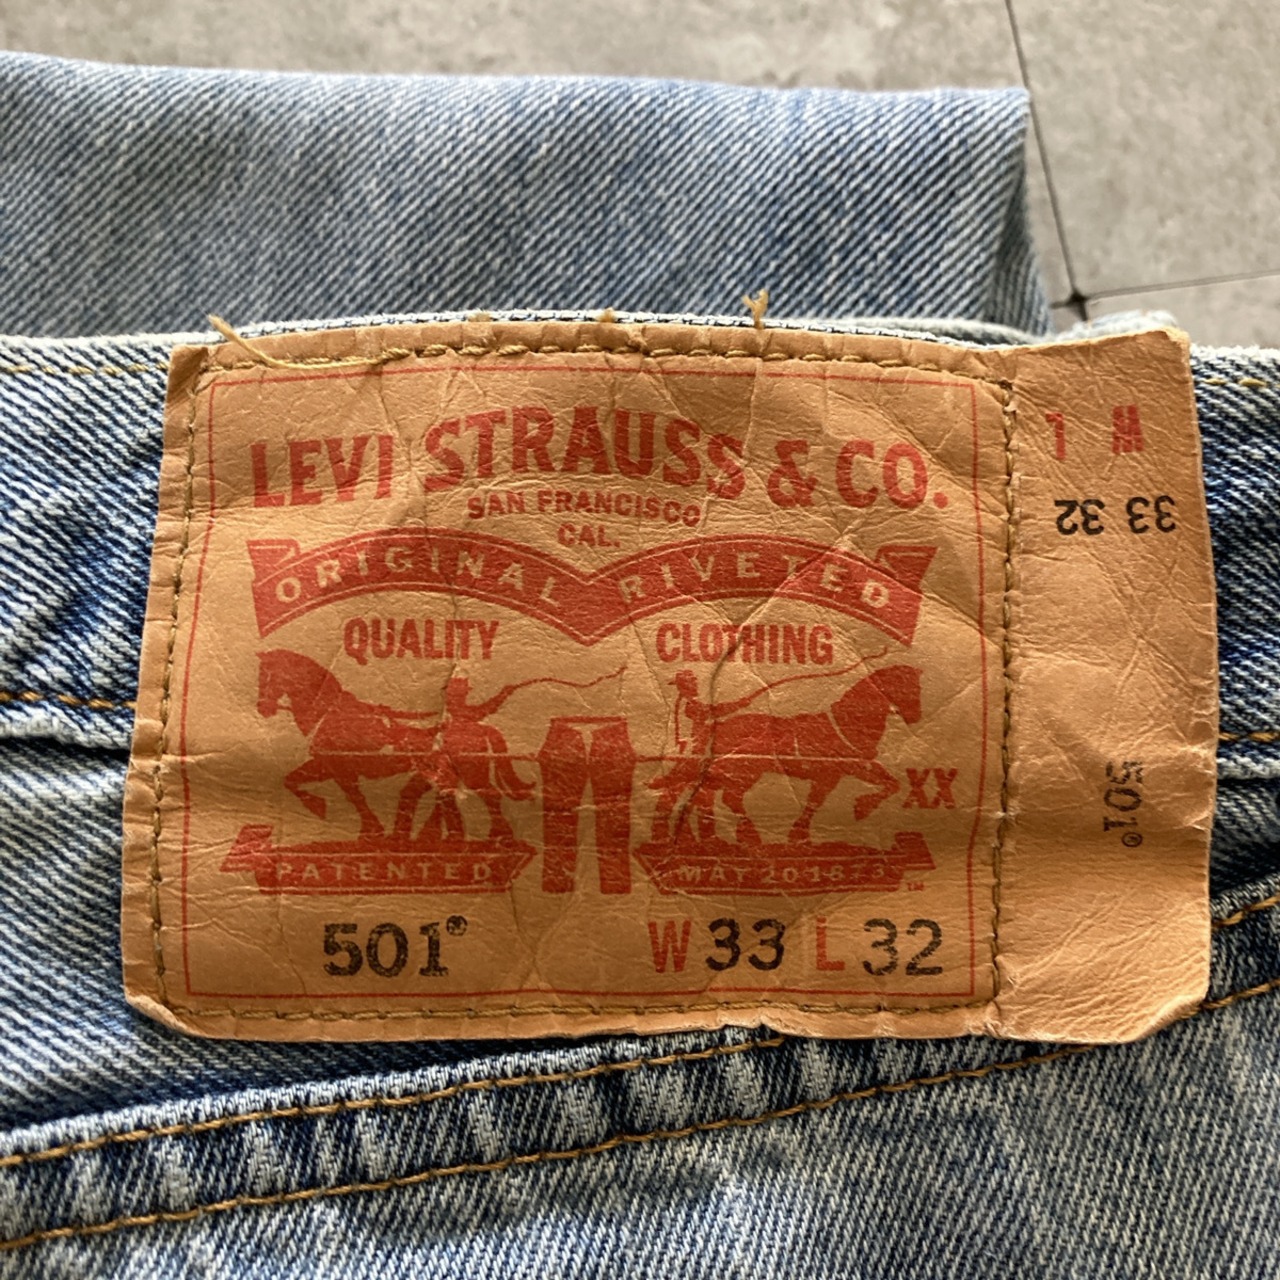 LEVI STRAUSS & CO.
SAN FRANCISCO
CAL.
ORIGINAL RIVETED
QUALITY CLOTHING
XX
PATENTED MAY 20 1873 ™
501®
W 33 L 32
L W
33 32
501®